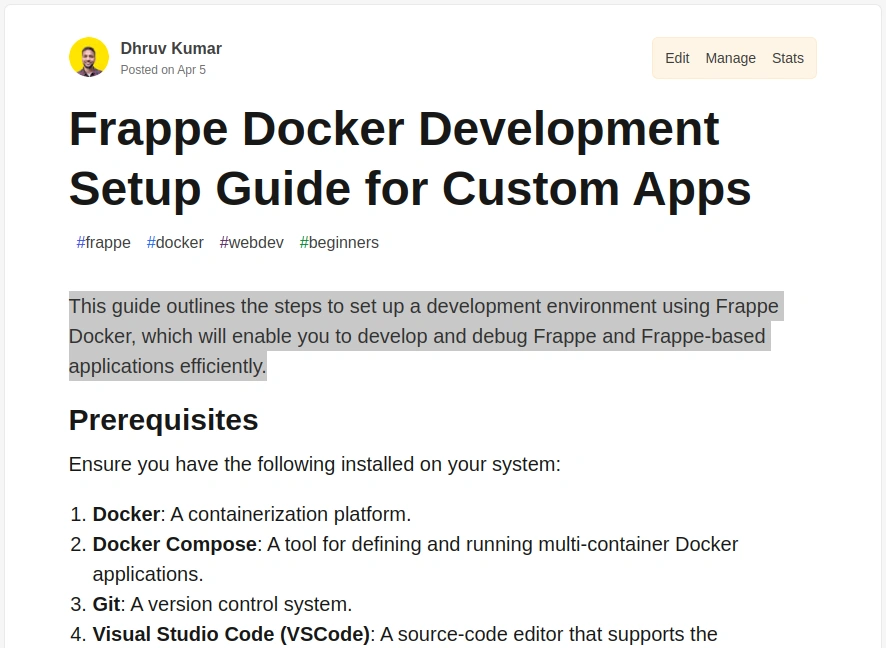 Dhruv Kumar
Posted on Apr 5
Edit Manage Stats
Frappe Docker Development
Setup Guide for Custom Apps
#frappe #docker #webdev #beginners
This guide outlines the steps to set up a development environment using Frappe
Docker, which will enable you to develop and debug Frappe and Frappe-based
applications efficiently.
Prerequisites
Ensure you have the following installed on your system:
1. Docker: A containerization platform.
2. Docker Compose: A tool for defining and running multi-container Docker
applications.
3. Git: A version control system.
4. Visual Studio Code (VSCode): A source-code editor that supports the